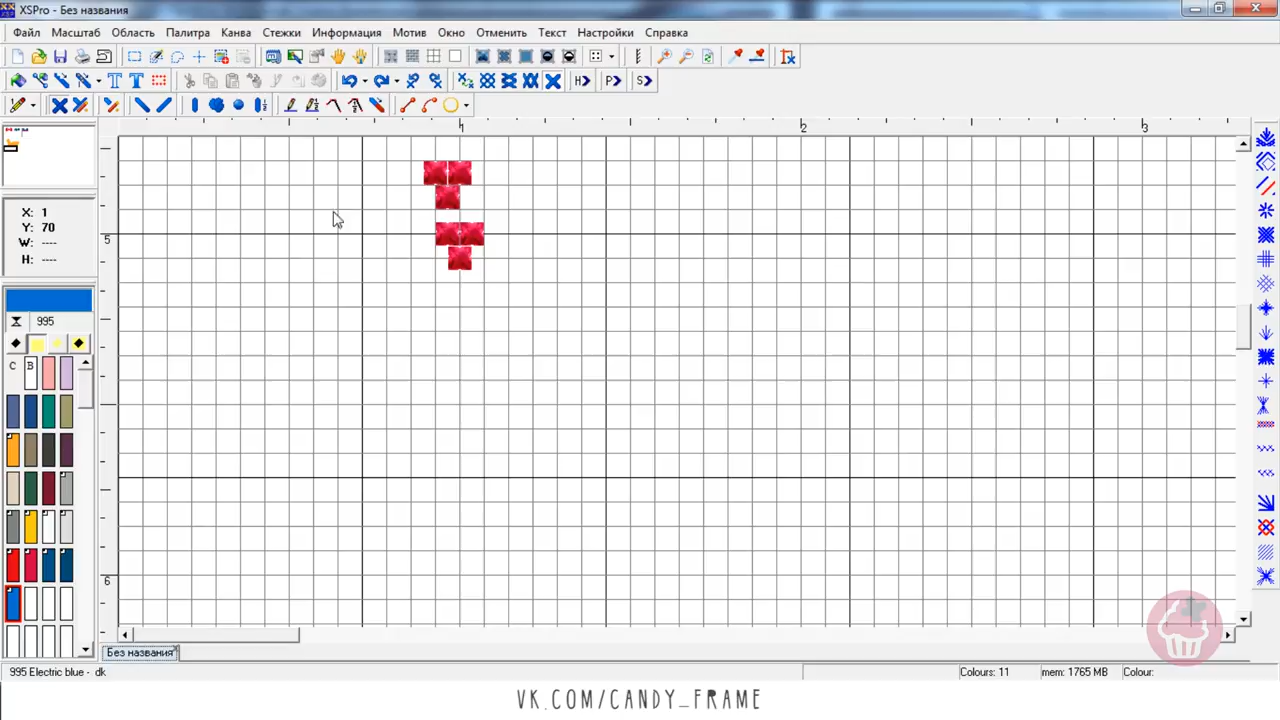 XSPro - Без названия
Файл Масштаб Область Палитра Канва Стежки Информация Мотив Окно Отменить Текст Настройки Справка
H> P> S>
1 2 3
X: 1
Y: 70
W: ----
H: ----
5
995
C B
6
Без названия*
995 Electric blue - dk Colours: 11 mem: 1765 MB Colour:
VK.COM/CANDY_FRAME